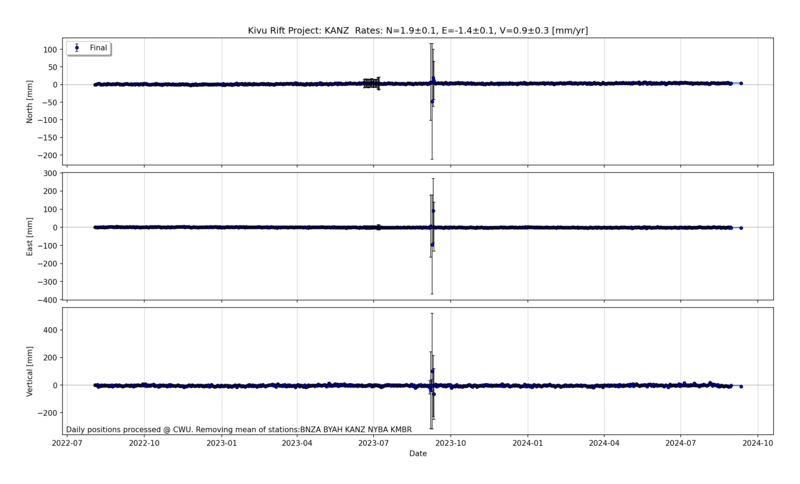 Kivu Rift Project: KANZ Rates: N=1.9±0.1, E=-1.4±0.1, V=0.9±0.3 [mm/yr]
Final
North [mm]
100
50
0
−50
−100
−150
−200
East [mm]
300
200
100
0
−100
−200
−300
−400
Vertical [mm]
400
200
0
−200
Daily positions processed @ CWU. Removing mean of stations:BNZA BYAH KANZ NYBA KMBR
2022-07 2022-10 2023-01 2023-04 2023-07 2023-10 2024-01 2024-04 2024-07 2024-10
Date